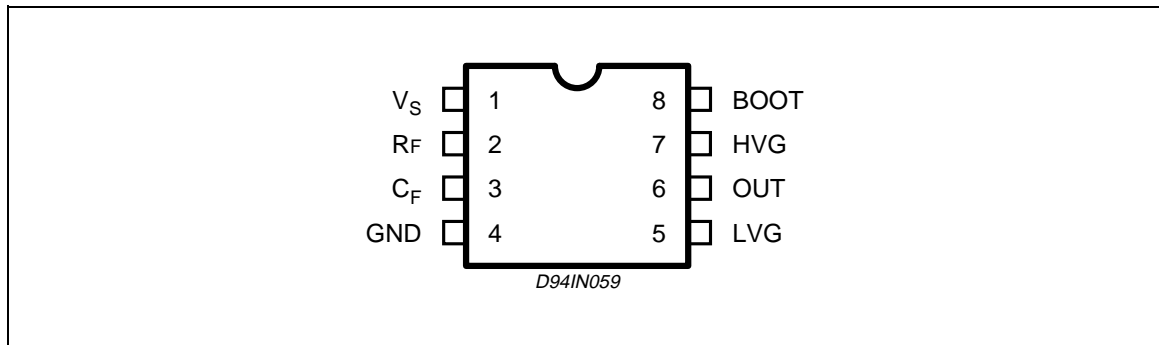 VS 1 8 BOOT
RF 2 7 HVG
CF 3 6 OUT
GND 4 5 LVG
D94IN059